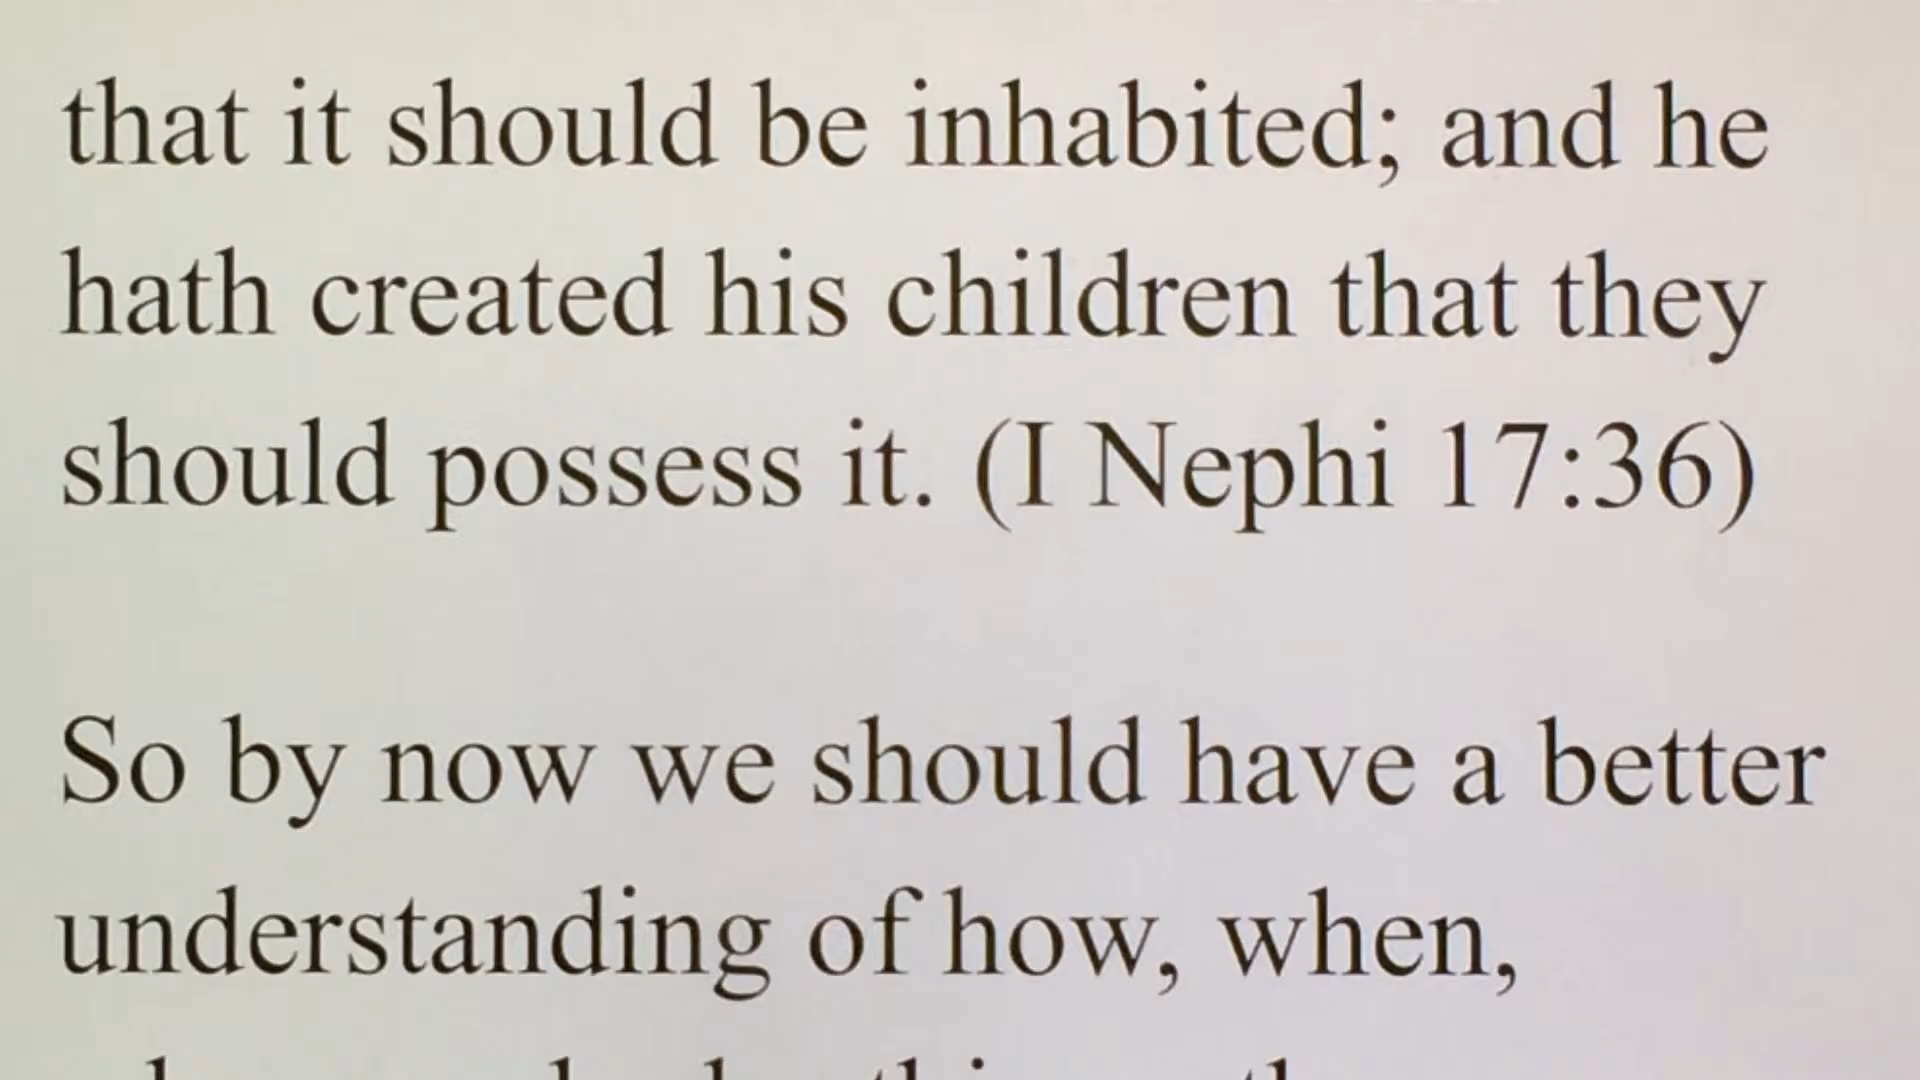 that it should be inhabited; and he
hath created his children that they
should possess it. (I Nephi 17:36)
So by now we should have a better
understanding of how, when,